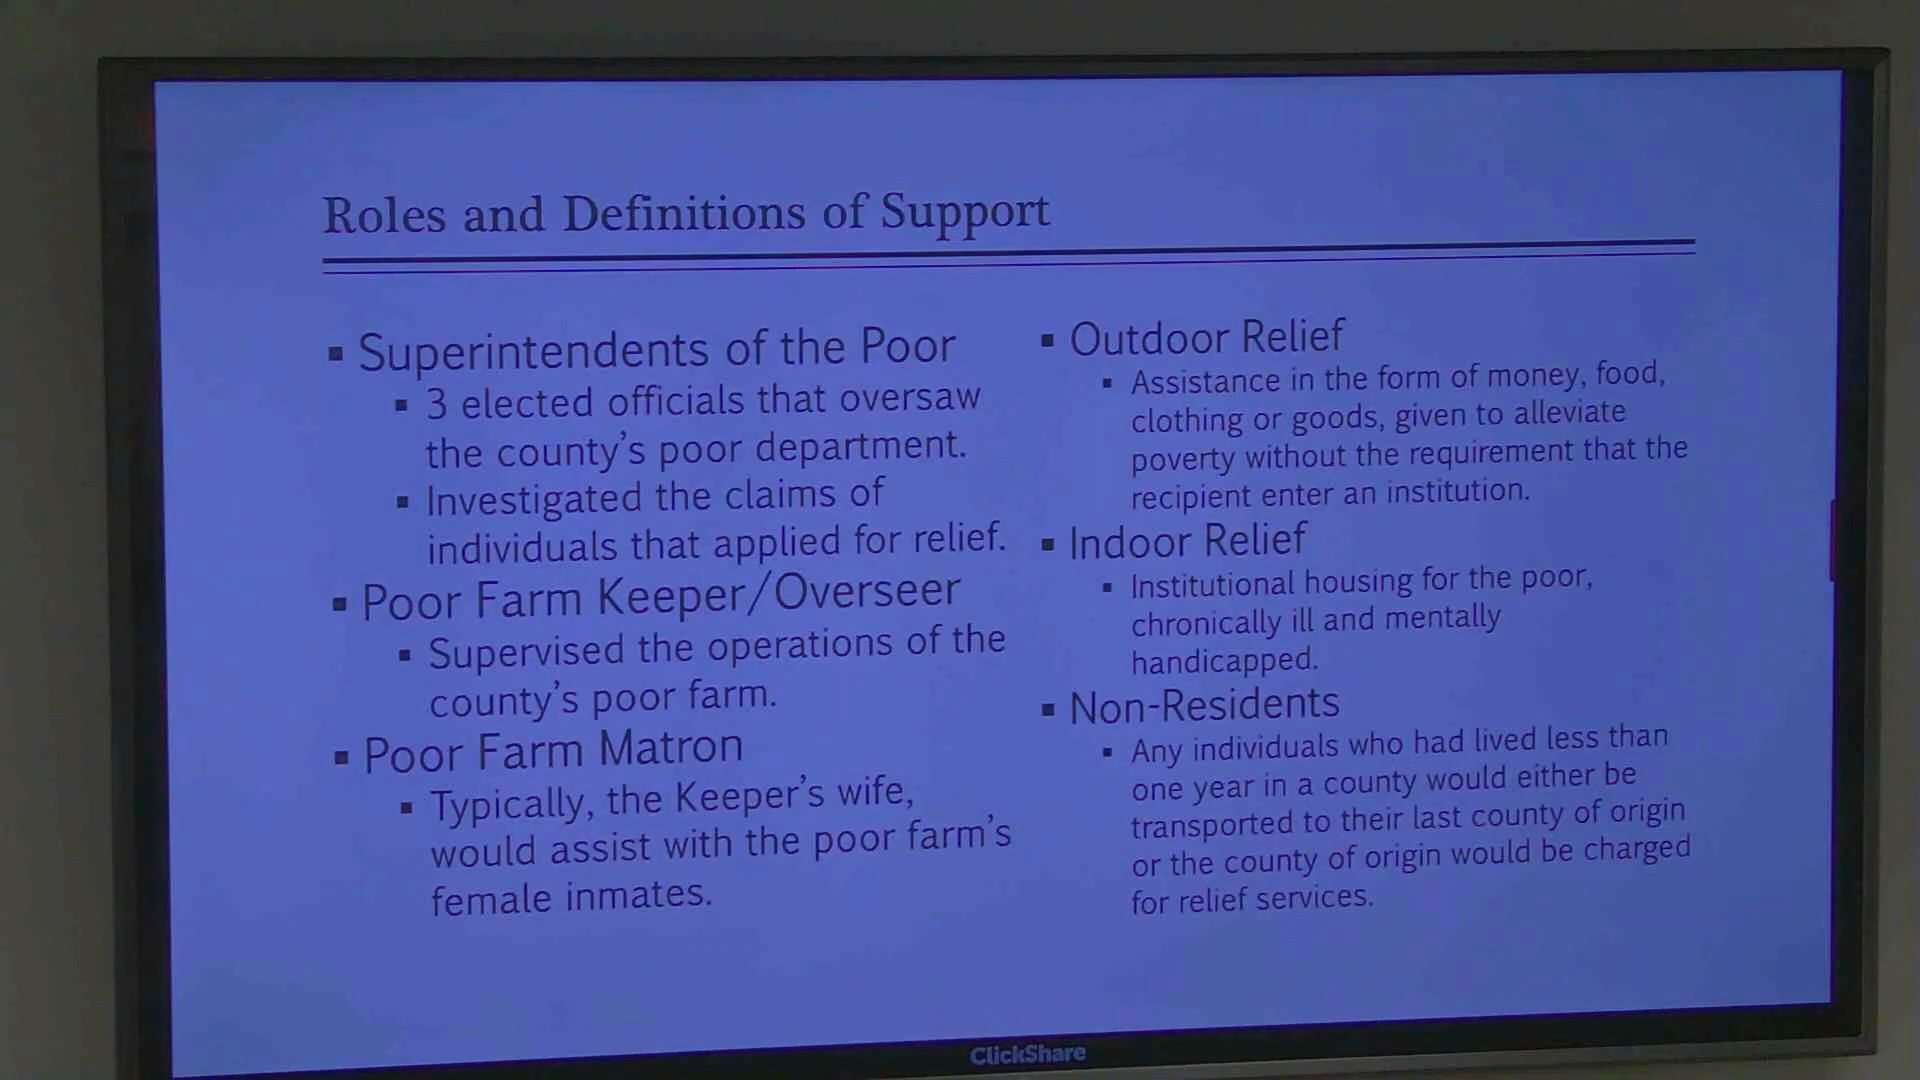 Roles and Definitions of Support
▪ Superintendents of the Poor
▪ 3 elected officials that oversaw
the county's poor department.
▪ Investigated the claims of
individuals that applied for relief.
▪ Poor Farm Keeper/Overseer
▪ Supervised the operations of the
county's poor farm.
▪ Poor Farm Matron
▪ Typically, the Keeper's wife,
would assist with the poor farm's
female inmates.
▪ Outdoor Relief
▪ Assistance in the form of money, food,
clothing or goods, given to alleviate
poverty without the requirement that the
recipient enter an institution.
▪ Indoor Relief
▪ Institutional housing for the poor,
chronically ill and mentally
handicapped.
▪ Non-Residents
▪ Any individuals who had lived less than
one year in a county would either be
transported to their last county of origin
or the county of origin would be charged
for relief services.
ClickShare